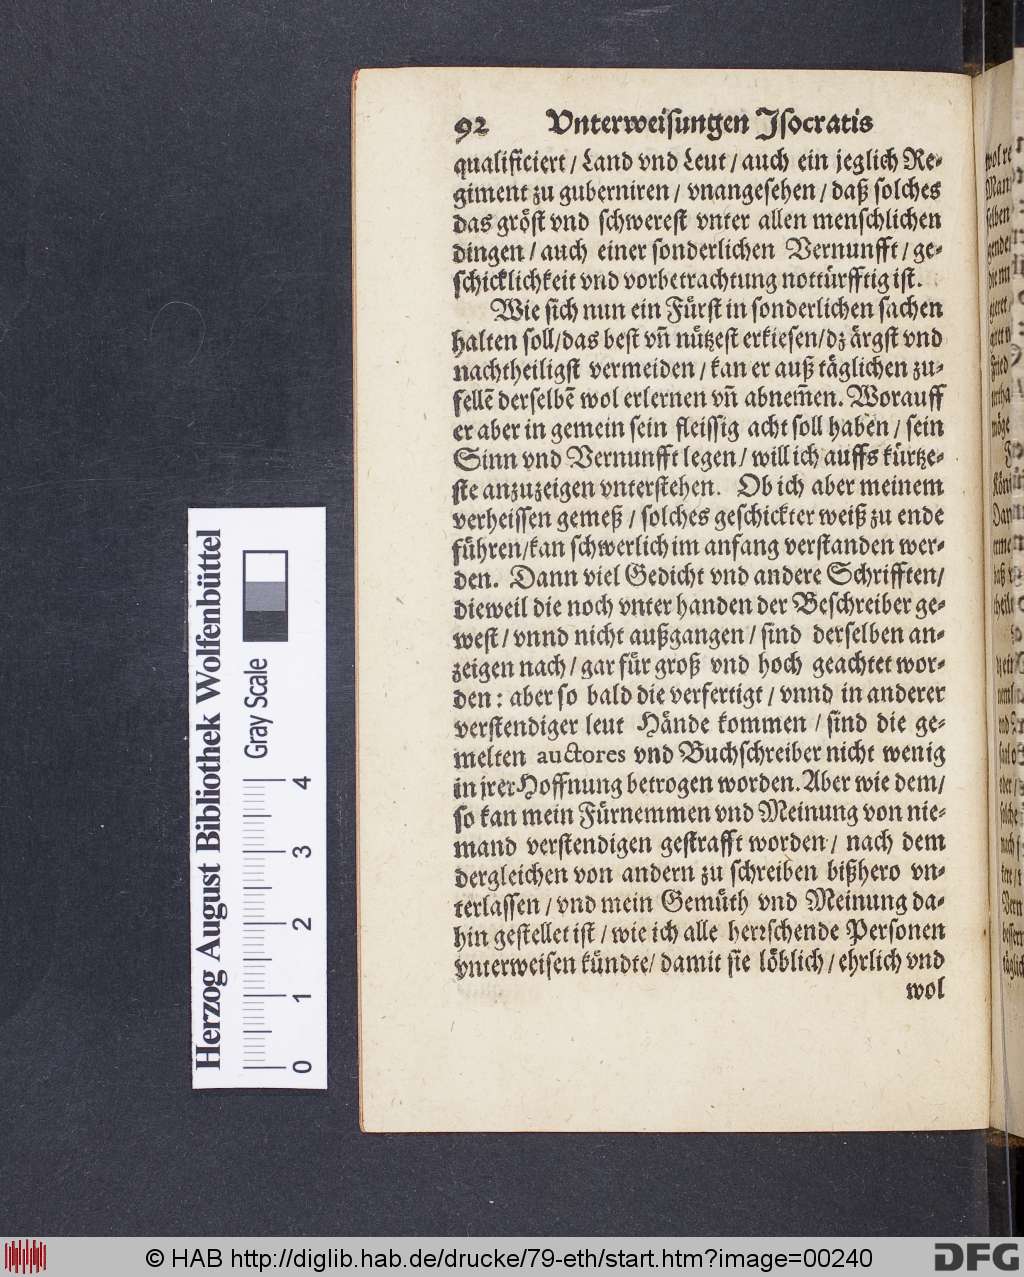 92 Vnterweiſungen Jſocratis
qualificiert / Land vnd Leut / auch ein jeglich Re-
giment zu guberniren / vnangeſehen / daß ſolches
das gröſt vnd ſchwereſt vnter allen menſchlichen
dingen / auch einer ſonderlichen Vernunfft / ge-
ſchicklichkeit vnd vorbetrachtung nottürfftig iſt.
Wie ſich nun ein Fürſt in ſonderlichen ſachen
halten ſoll/das beſt vn̄ nützeſt erkieſen/dz ärgſt vnd
nachtheiligſt vermeiden / kan er auß täglichen zu-
fellē derſelbē wol erlernen vn̄ abnem̄en. Worauff
er aber in gemein ſein fleiſſig acht ſoll haben / ſein
Sinn vnd Vernunfft legen / will ich auffs kürtze-
ſte anzuzeigen vnterſtehen. Ob ich aber meinem
verheiſſen gemeß / ſolches geſchickter weiß zu ende
führen/kan ſchwerlich im anfang verſtanden wer-
den. Dann viel Gedicht vnd andere Schrifften/
dieweil die noch vnter handen der Beſchreiber ge-
weſt / vnnd nicht außgangen / ſind derſelben an-
zeigen nach / gar für groß vnd hoch geachtet wor-
den : aber ſo bald die verfertigt / vnnd in anderer
verſtendiger leut Hände kommen / ſind die ge-
melten auctores vnd Buchſchreiber nicht wenig
in jrer Hoffnung betrogen worden. Aber wie dem/
ſo kan mein Fürnemmen vnd Meinung von nie-
mand verſtendigen geſtrafft worden / nach dem
dergleichen von andern zu ſchreiben bißhero vn-
terlaſſen / vnd mein Gemüth vnd Meinung da-
hin geſtellet iſt / wie ich alle herrſchende Perſonen
vnterweiſen kündte/ damit ſie löblich / ehrlich vnd
wol
Herzog August Bibliothek Wolfenbüttel
Gray Scale
0 1 2 3 4
© HAB http://diglib.hab.de/drucke/79-eth/start.htm?image=00240
DFG